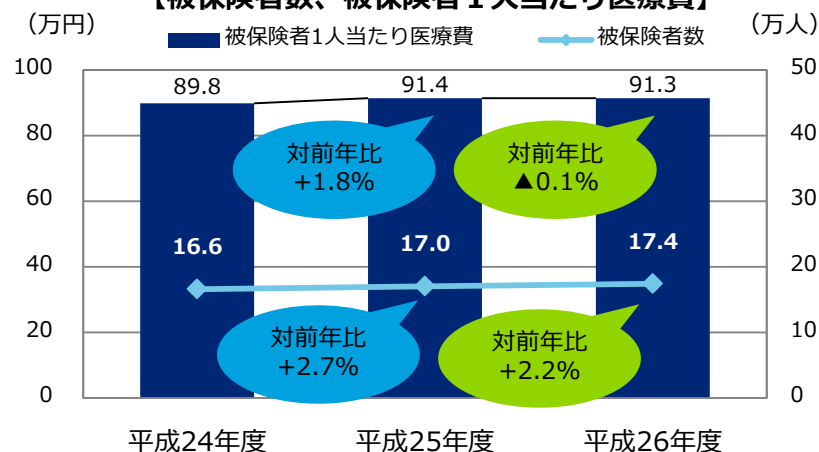 【被保険者数、被保険者１人当たり医療費】
（万円）
（万人）
被保険者1人当たり医療費
被保険者数
100
80
60
40
20
0
50
40
30
20
10
0
89.8
91.4
91.3
対前年比
+1.8%
対前年比
▲0.1%
16.6
17.0
17.4
対前年比
+2.7%
対前年比
+2.2%
平成24年度
平成25年度
平成26年度